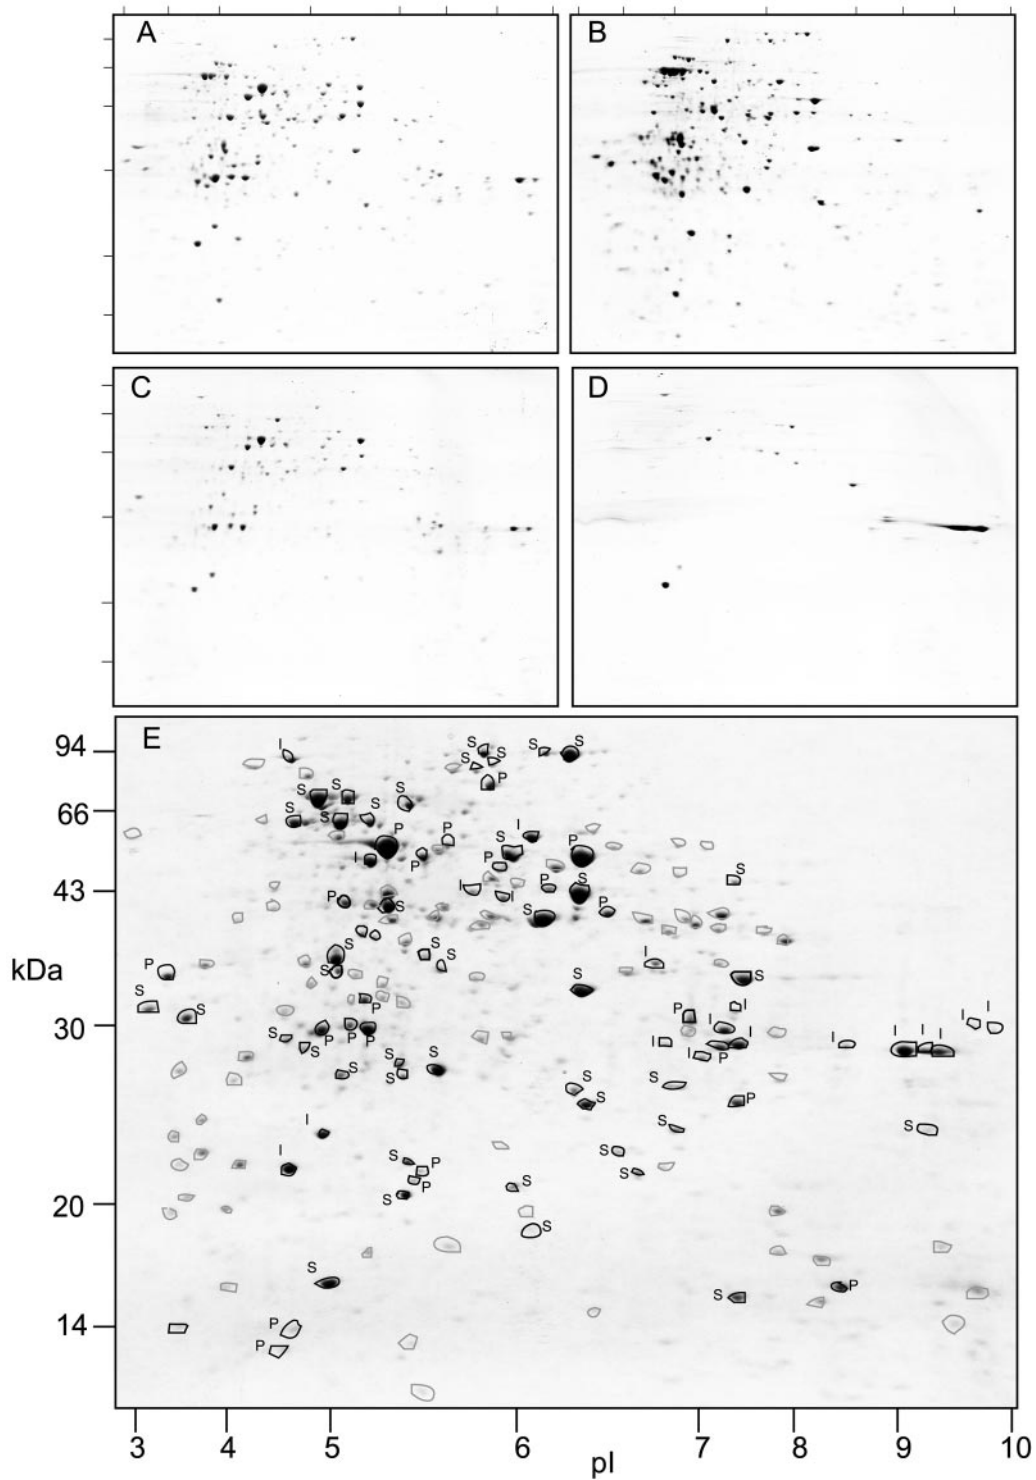 A B
C D
E
I S S S S
S S
P
94
S S S
66
S S S
P P I
S P
I P P
S
43
I I P S
P S S P
S S S I
P S
kDa
S S
I
S P
30
S P P P I I I I I I
S I I P
S S S
S S P
I S
I S S
P
S S
20
S
S
P
S
14
P
P
3 4 5 6 7 8 9 10
pI